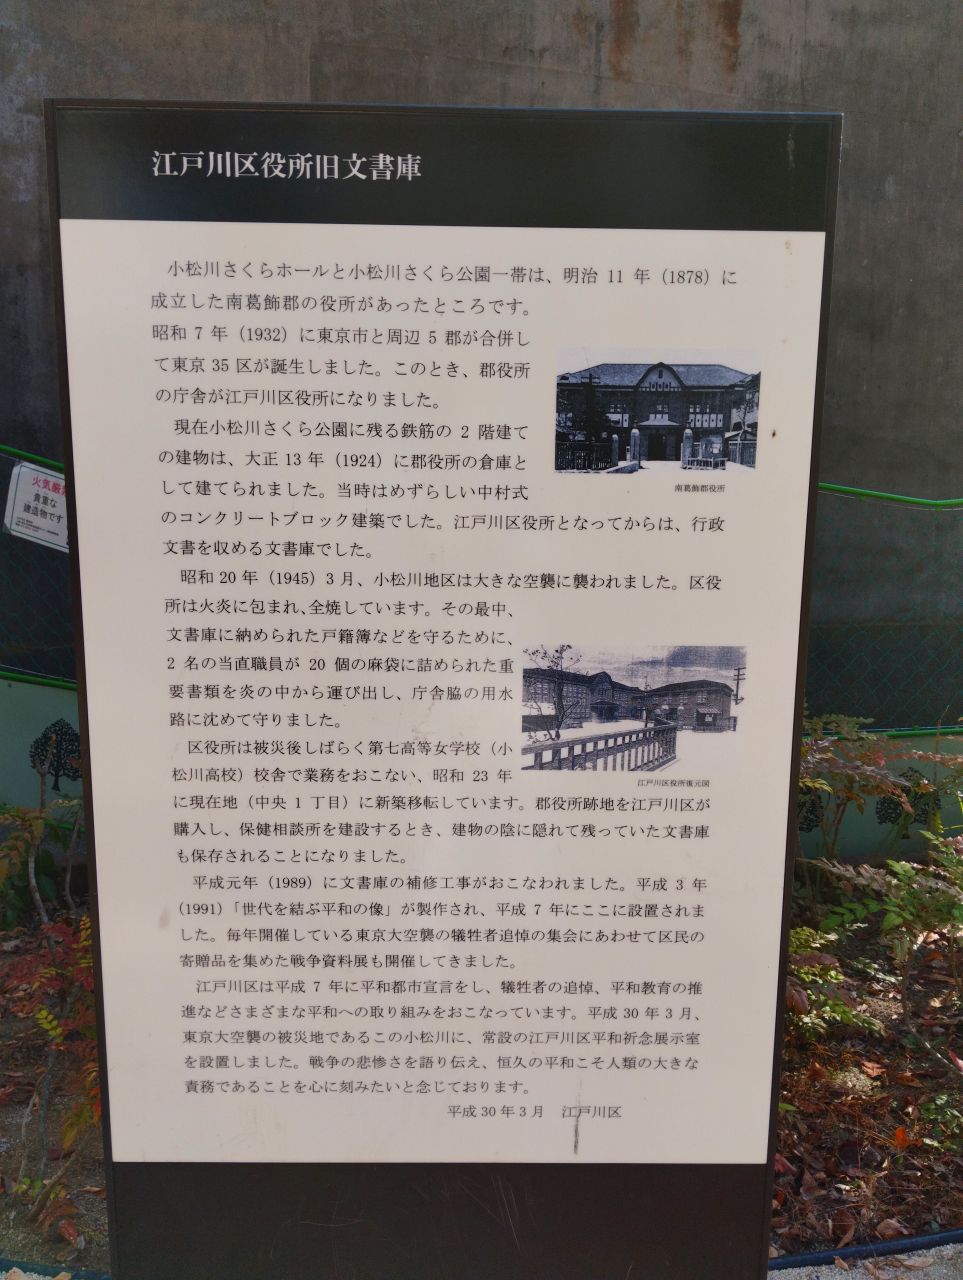 江戸川区役所旧文書庫
小松川さくらホールと小松川さくら公園一帯は、明治 11 年（1878）に
成立した南葛飾郡の役所があったところです。
昭和 7 年（1932）に東京市と周辺 5 郡が合併し
て東京 35 区が誕生しました。このとき、郡役所
の庁舎が江戸川区役所になりました。
現在小松川さくら公園に残る鉄筋の 2 階建て
の建物は、大正 13 年（1924）に郡役所の倉庫と
して建てられました。当時はめずらしい中村式
のコンクリートブロック建築でした。江戸川区役所となってからは、行政
文書を収める文書庫でした。
南葛飾郡役所
昭和 20 年（1945）3 月、小松川地区は大きな空襲に襲われました。区役
所は火炎に包まれ、全焼しています。その最中、
文書庫に納められた戸籍簿などを守るために、
2 名の当直職員が 20 個の麻袋に詰められた重
要書類を炎の中から運び出し、庁舎脇の用水
路に沈めて守りました。
区役所は被災後しばらく第七高等女学校（小
松川高校）校舎で業務をおこない、昭和 23 年
に現在地（中央 1 丁目）に新築移転しています。郡役所跡地を江戸川区が
購入し、保健相談所を建設するとき、建物の陰に隠れて残っていた文書庫
も保存されることになりました。
江戸川区役所復元図
平成元年（1989）に文書庫の補修工事がおこなわれました。平成 3 年
（1991）「世代を結ぶ平和の像」が製作され、平成 7 年にここに設置されま
した。毎年開催している東京大空襲の犠牲者追悼の集会にあわせて区民の
寄贈品を集めた戦争資料展も開催してきました。
江戸川区は平成 7 年に平和都市宣言をし、犠牲者の追悼、平和教育の推
進などさまざまな平和への取り組みをおこなっています。平成 30 年 3 月、
東京大空襲の被災地であるこの小松川に、常設の江戸川区平和祈念展示室
を設置しました。戦争の悲惨さを語り伝え、恒久の平和こそ人類の大きな
責務であることを心に刻みたいと念じております。
平成 30 年 3 月　江戸川区
火気厳禁
貴重な
建造物です